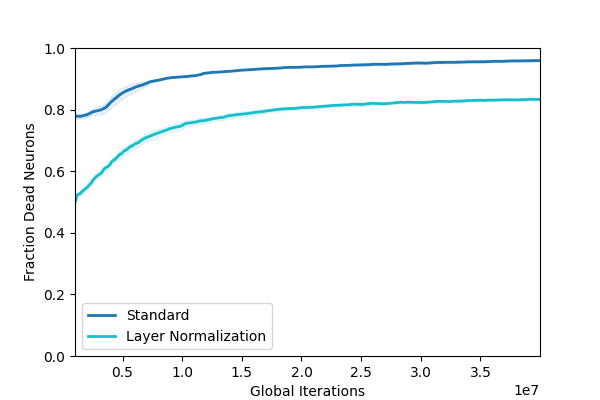 1.0
0.8
0.6
0.4
0.2
0.0
Fraction Dead Neurons
Standard
Layer Normalization
0.5 1.0 1.5 2.0 2.5 3.0 3.5
1e7
Global Iterations